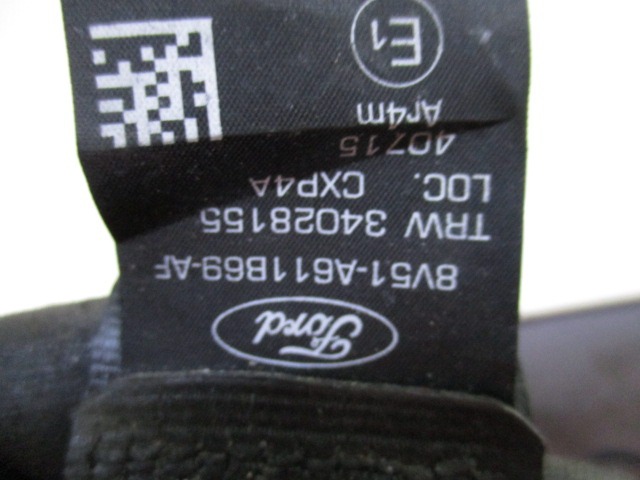 Ford
8V51-A611B69-AF
TRW 34028155
LOC. CXP4A
40715
Ar4m
E1